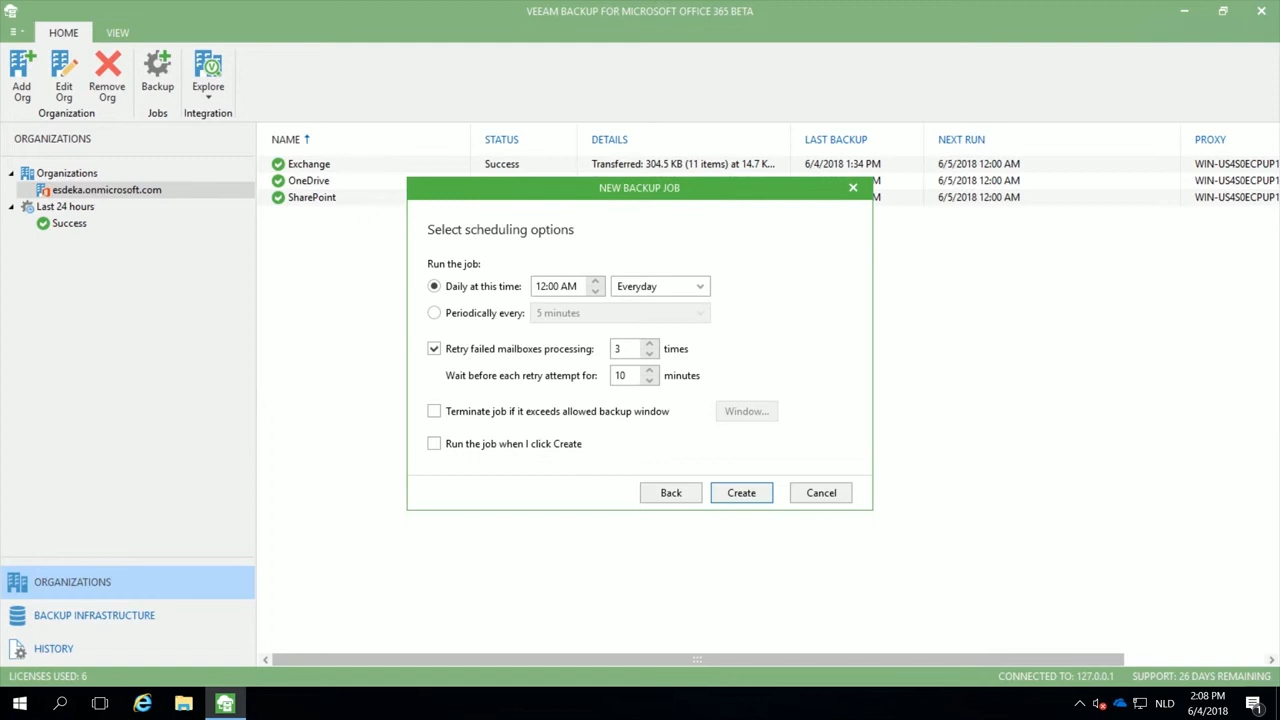 VEEAM BACKUP FOR MICROSOFT OFFICE 365 BETA
HOME VIEW
Add Org
Edit Org
Remove Org
Backup
Explore
Organization
Jobs
Integration
ORGANIZATIONS
Organizations
esdeka.onmicrosoft.com
Last 24 hours
Success
NAME STATUS DETAILS LAST BACKUP NEXT RUN PROXY
Exchange Success Transferred: 304.5 KB (11 items) at 14.7 K... 6/4/2018 1:34 PM 6/5/2018 12:00 AM WIN-US4S0ECPUP1
OneDrive M 6/5/2018 12:00 AM WIN-US4S0ECPUP1
SharePoint M 6/5/2018 12:00 AM WIN-US4S0ECPUP1
NEW BACKUP JOB
Select scheduling options
Run the job:
Daily at this time: 12:00 AM Everyday
Periodically every: 5 minutes
Retry failed mailboxes processing: 3 times
Wait before each retry attempt for: 10 minutes
Terminate job if it exceeds allowed backup window Window...
Run the job when I click Create
Back Create Cancel
ORGANIZATIONS
BACKUP INFRASTRUCTURE
HISTORY
LICENSES USED: 6
CONNECTED TO: 127.0.0.1 SUPPORT: 26 DAYS REMAINING
NLD
2:08 PM
6/4/2018
1